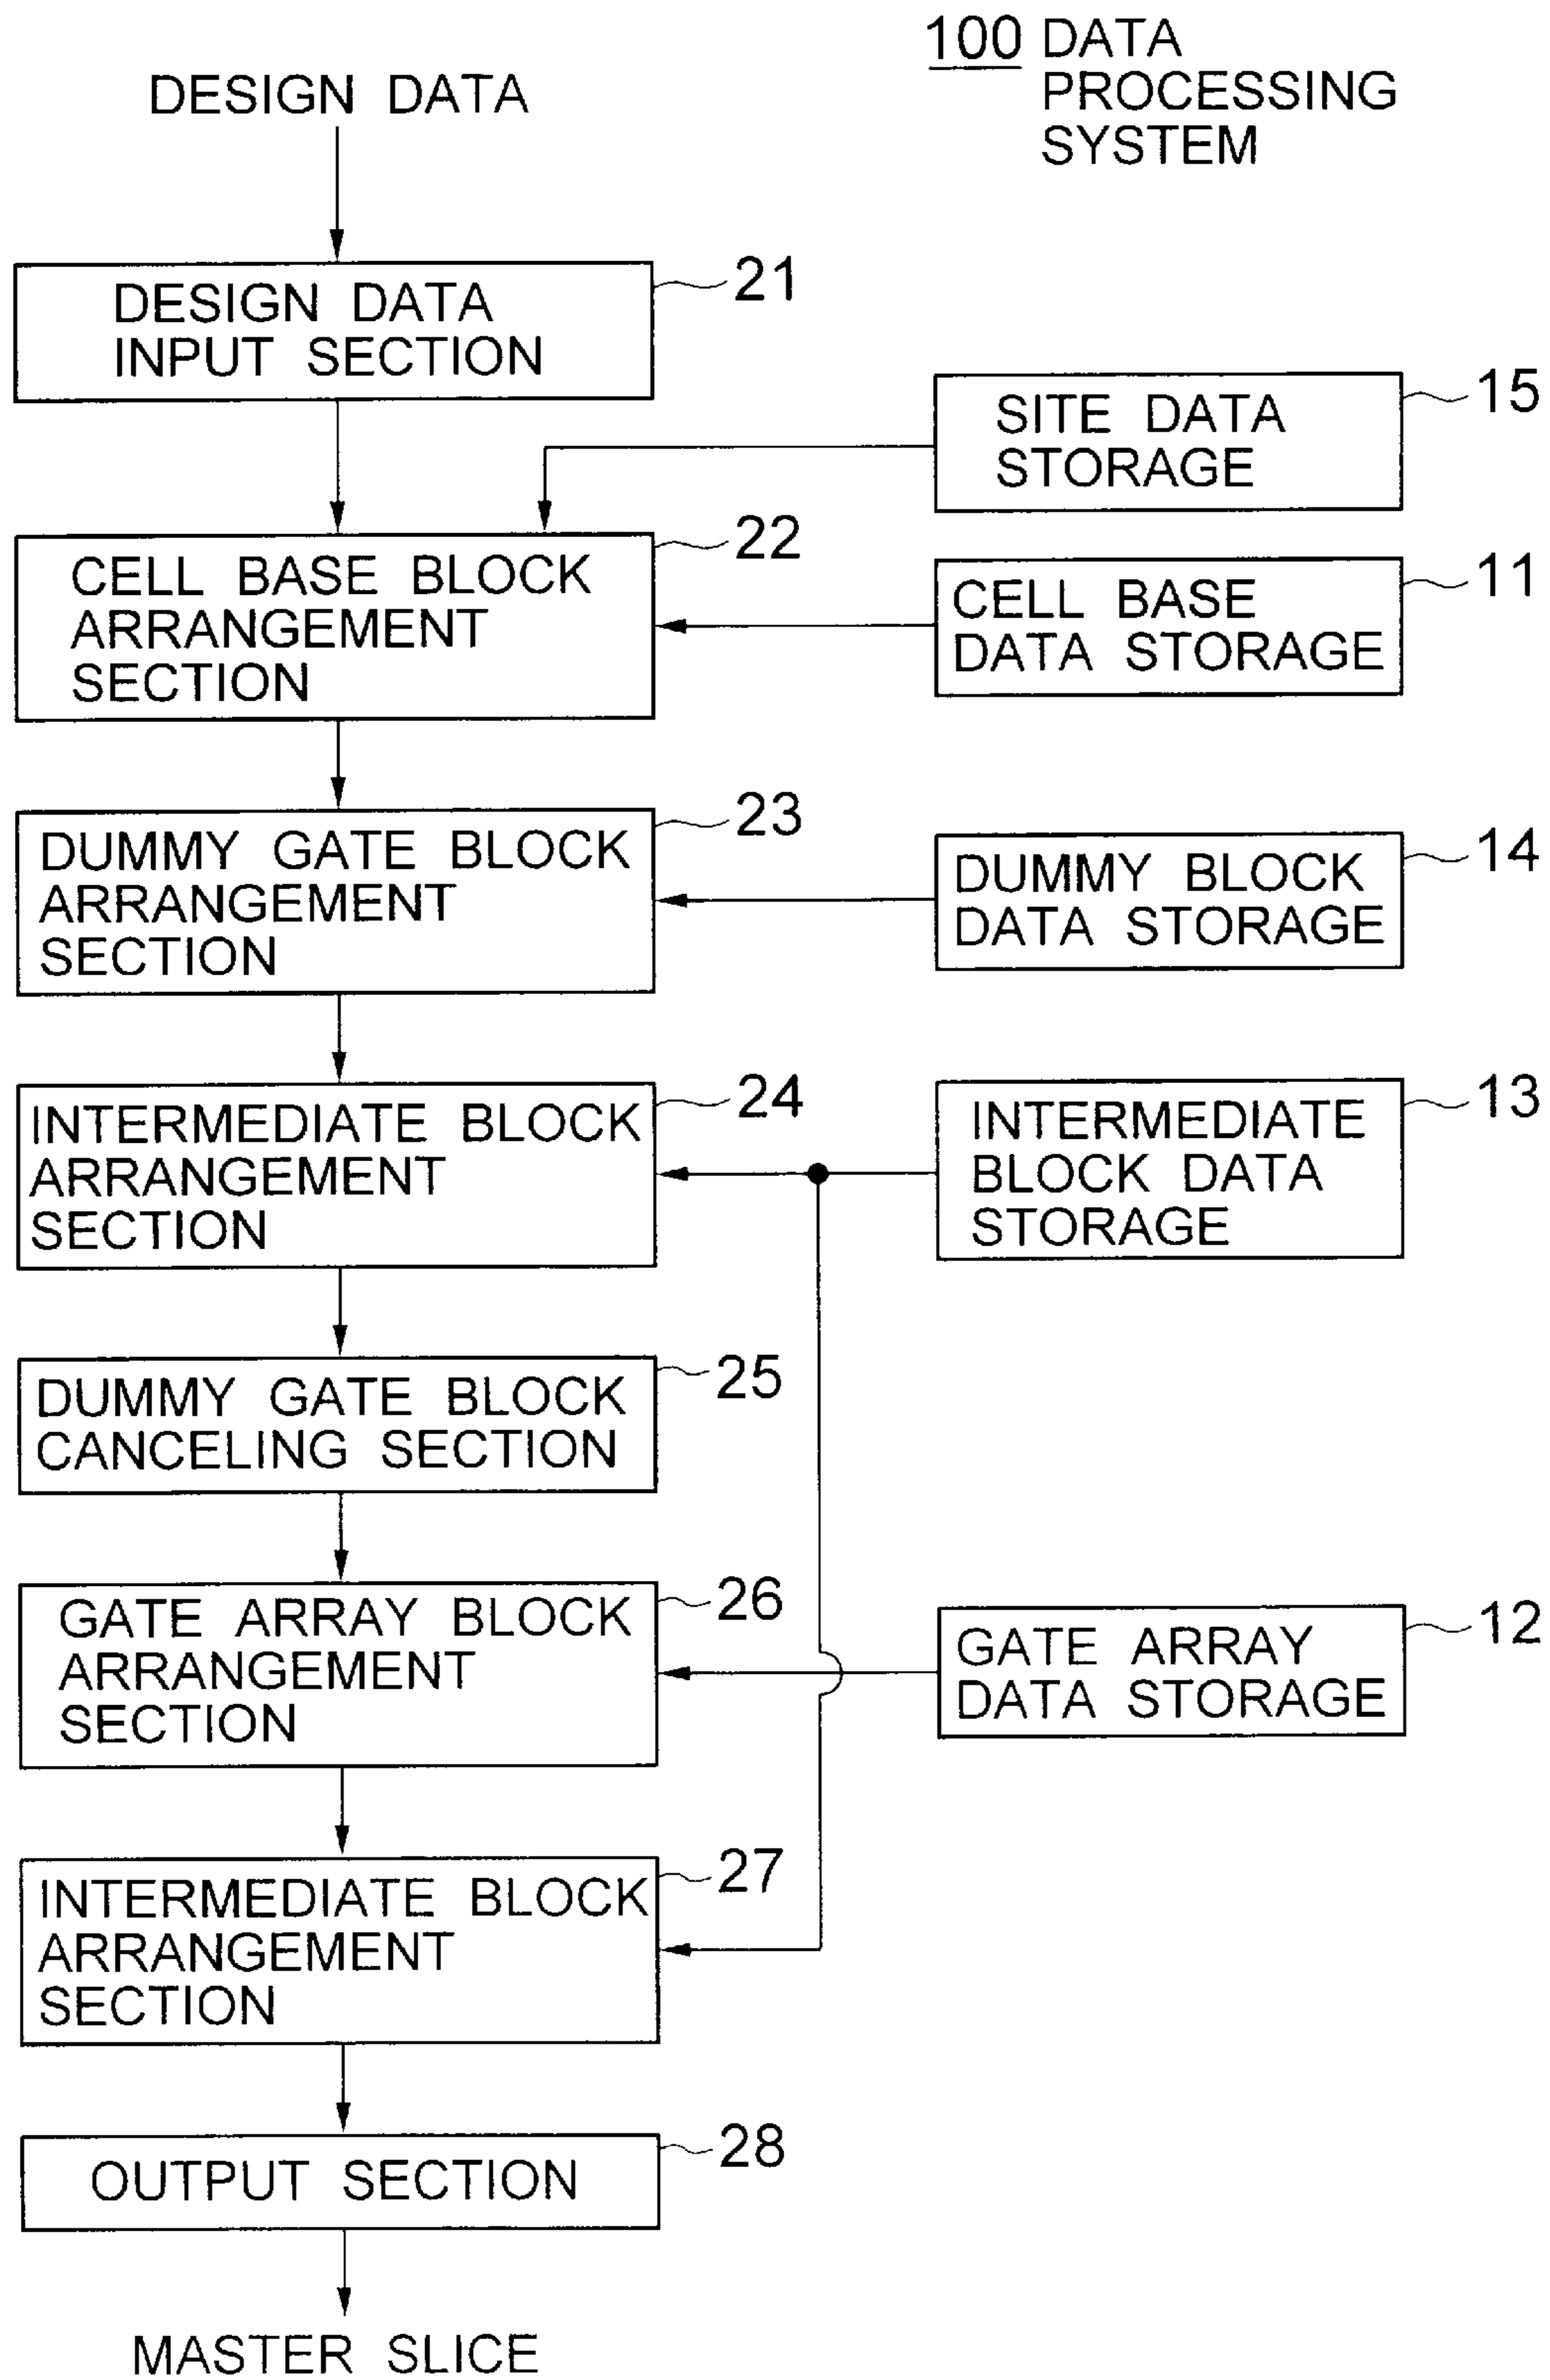 100 DATA
PROCESSING
SYSTEM
DESIGN DATA
21
DESIGN DATA
INPUT SECTION
15
SITE DATA
STORAGE
22
CELL BASE BLOCK
ARRANGEMENT
SECTION
11
CELL BASE
DATA STORAGE
23
DUMMY GATE BLOCK
ARRANGEMENT
SECTION
14
DUMMY BLOCK
DATA STORAGE
24
INTERMEDIATE BLOCK
ARRANGEMENT
SECTION
13
INTERMEDIATE
BLOCK DATA
STORAGE
25
DUMMY GATE BLOCK
CANCELING SECTION
26
GATE ARRAY BLOCK
ARRANGEMENT
SECTION
12
GATE ARRAY
DATA STORAGE
27
INTERMEDIATE BLOCK
ARRANGEMENT
SECTION
28
OUTPUT SECTION
MASTER SLICE